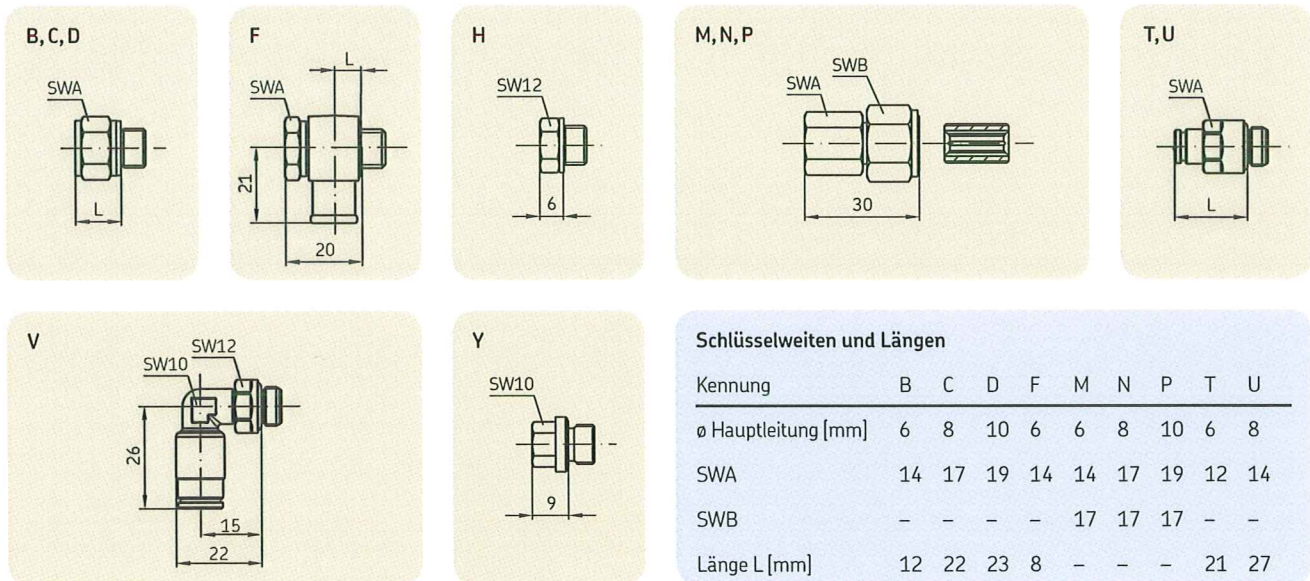 B, C, D
SWA
L
F
SWA
L
21
20
H
SW12
6
M, N, P
SWA
SWB
30
T, U
SWA
L
V
SW10
SW12
26
15
22
Y
SW10
9
Schlüsselweiten und Längen
Kennung B C D F M N P T U
ø Hauptleitung [mm] 6 8 10 6 6 8 10 6 8
SWA 14 17 19 14 14 17 19 12 14
SWB – – – – 17 17 17 – –
Länge L [mm] 12 22 23 8 – – – 21 27